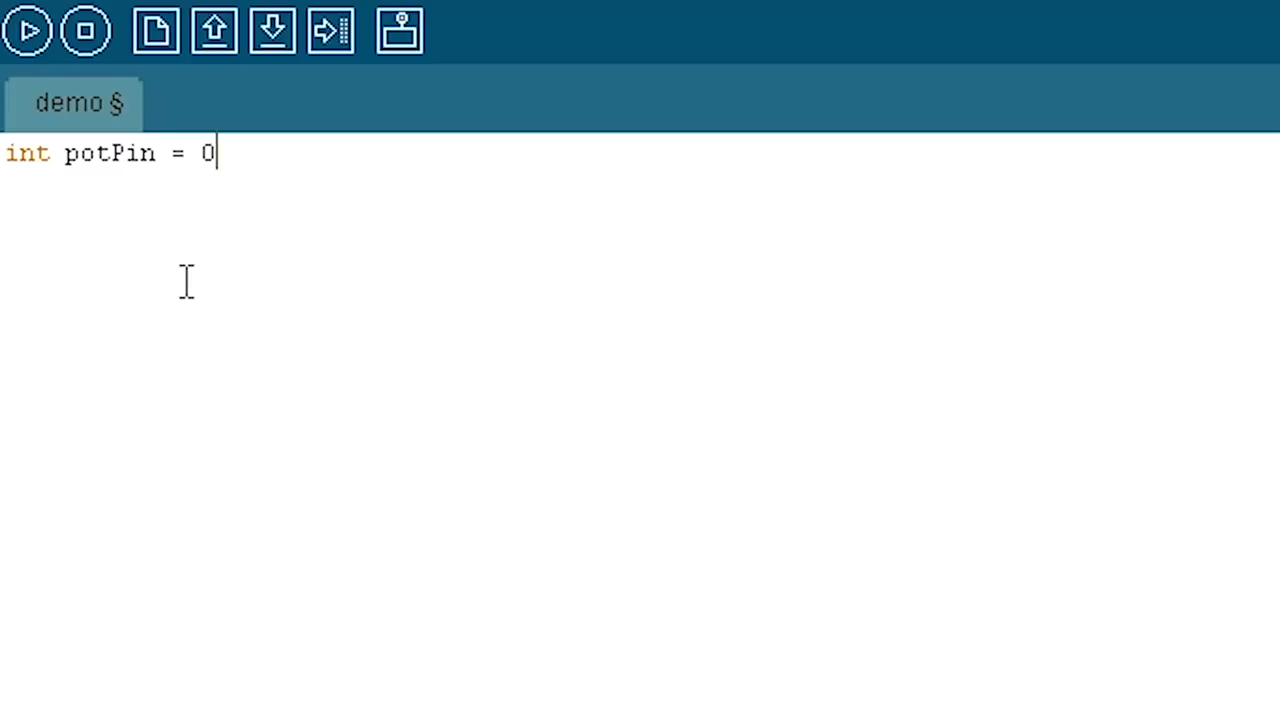 demo §
int potPin = 0